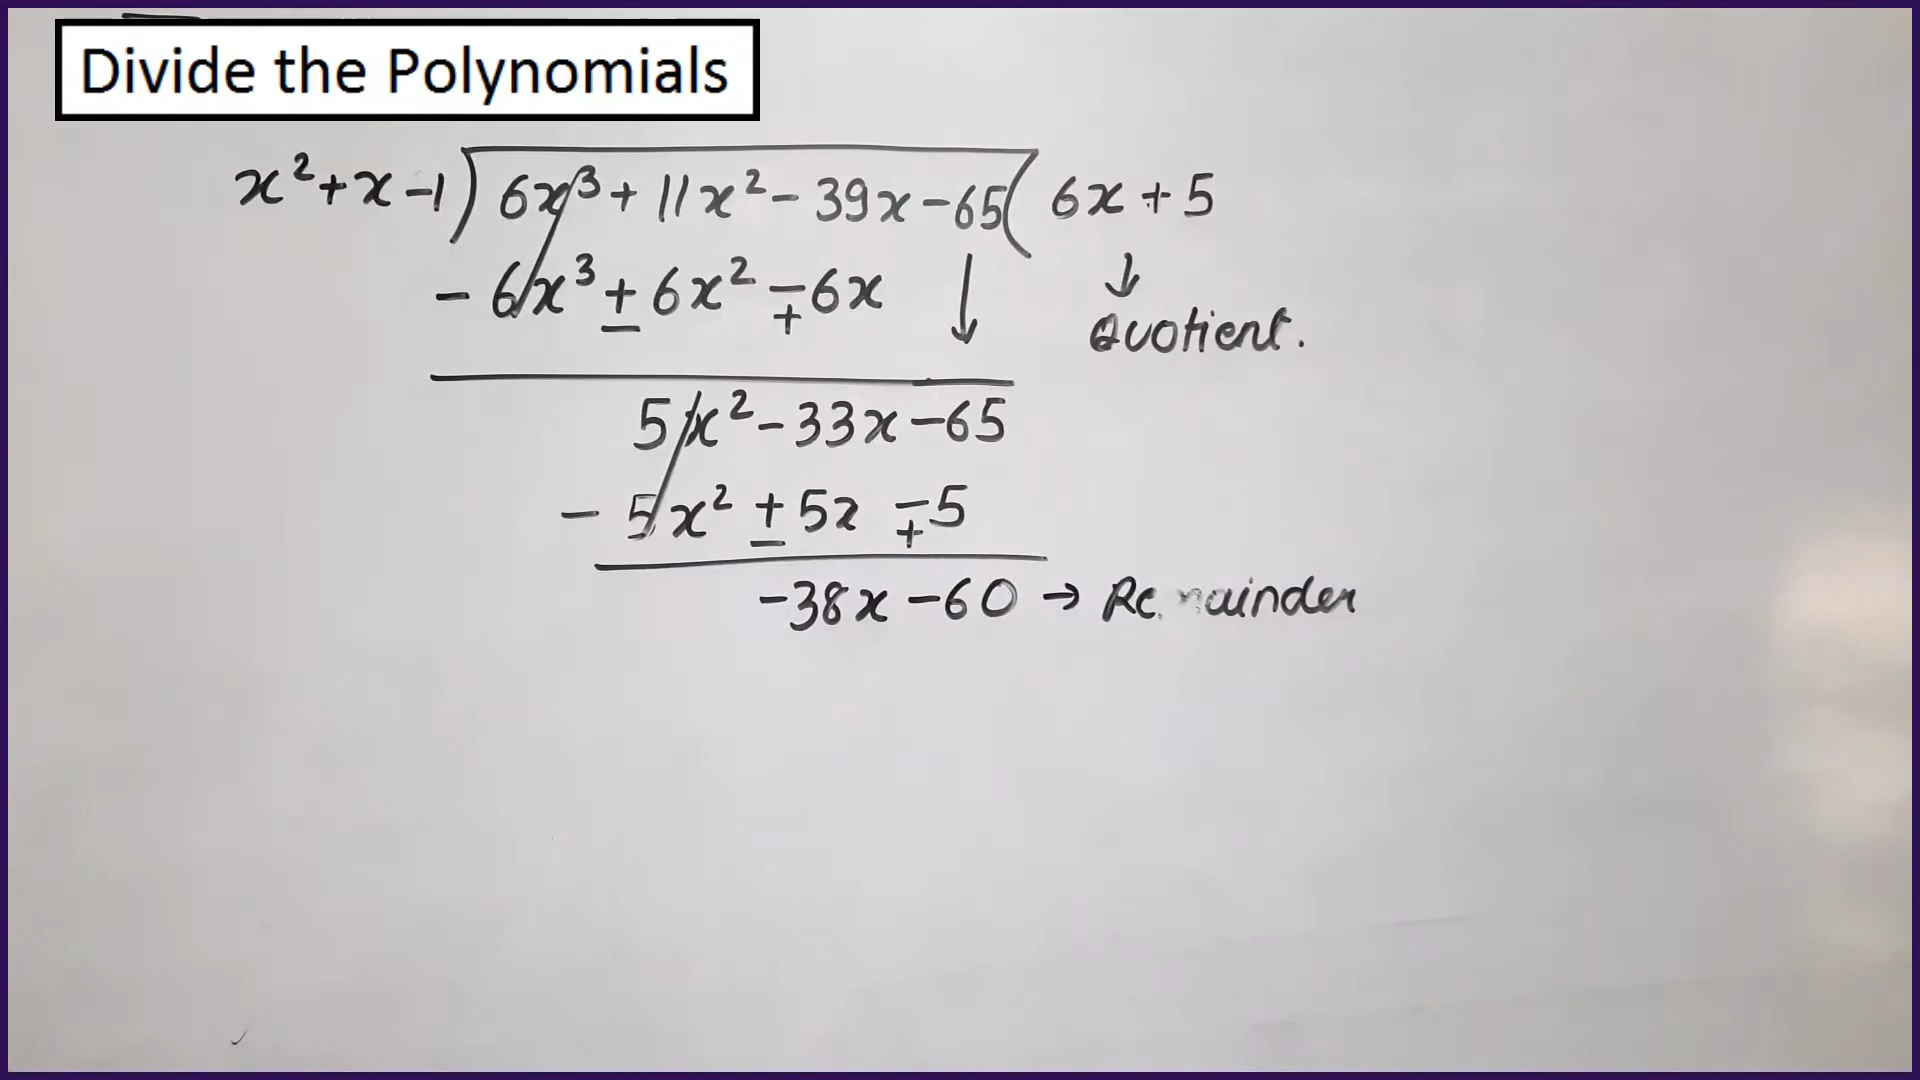 Divide the Polynomials
x²+x-1) 6x³+11x²-39x-65( 6x+5
- 6x³ ± 6x² ∓ 6x ↓ ↓
Quotient.
5x²-33x-65
- 5x² ± 5x ∓ 5
-38x-60 → Remainder